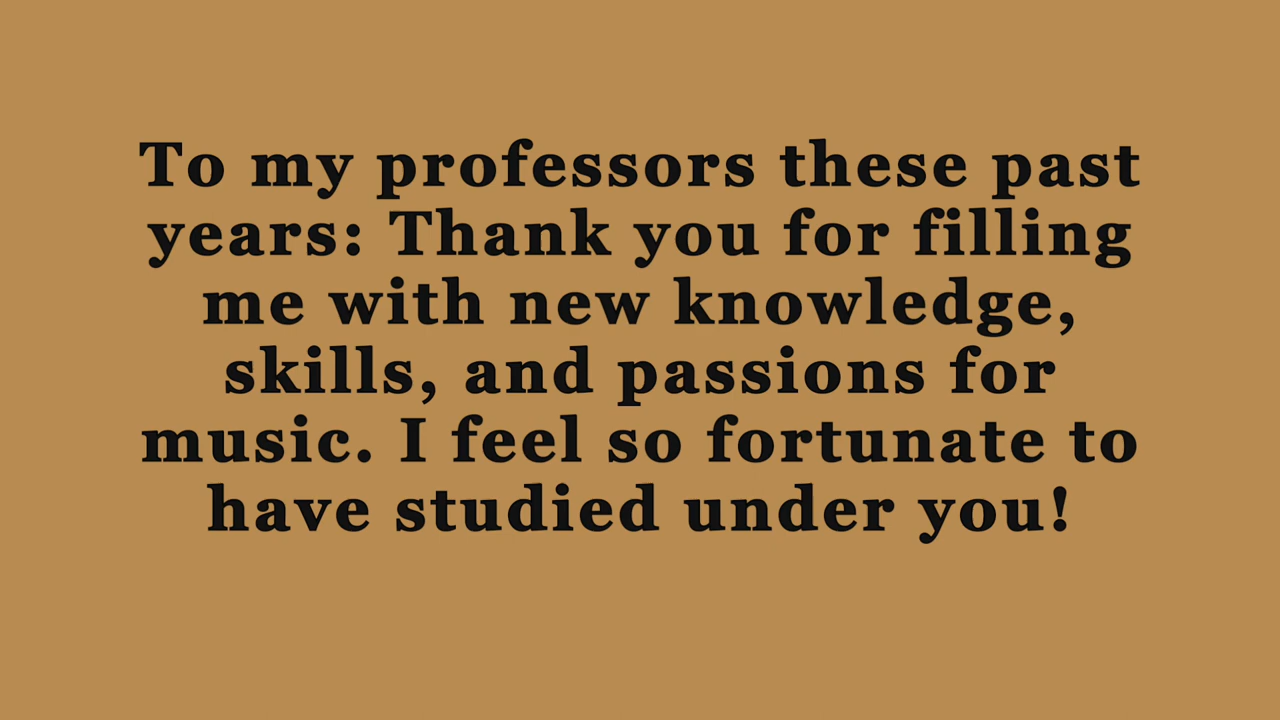 To my professors these past
years: Thank you for filling
me with new knowledge,
skills, and passions for
music. I feel so fortunate to
have studied under you!